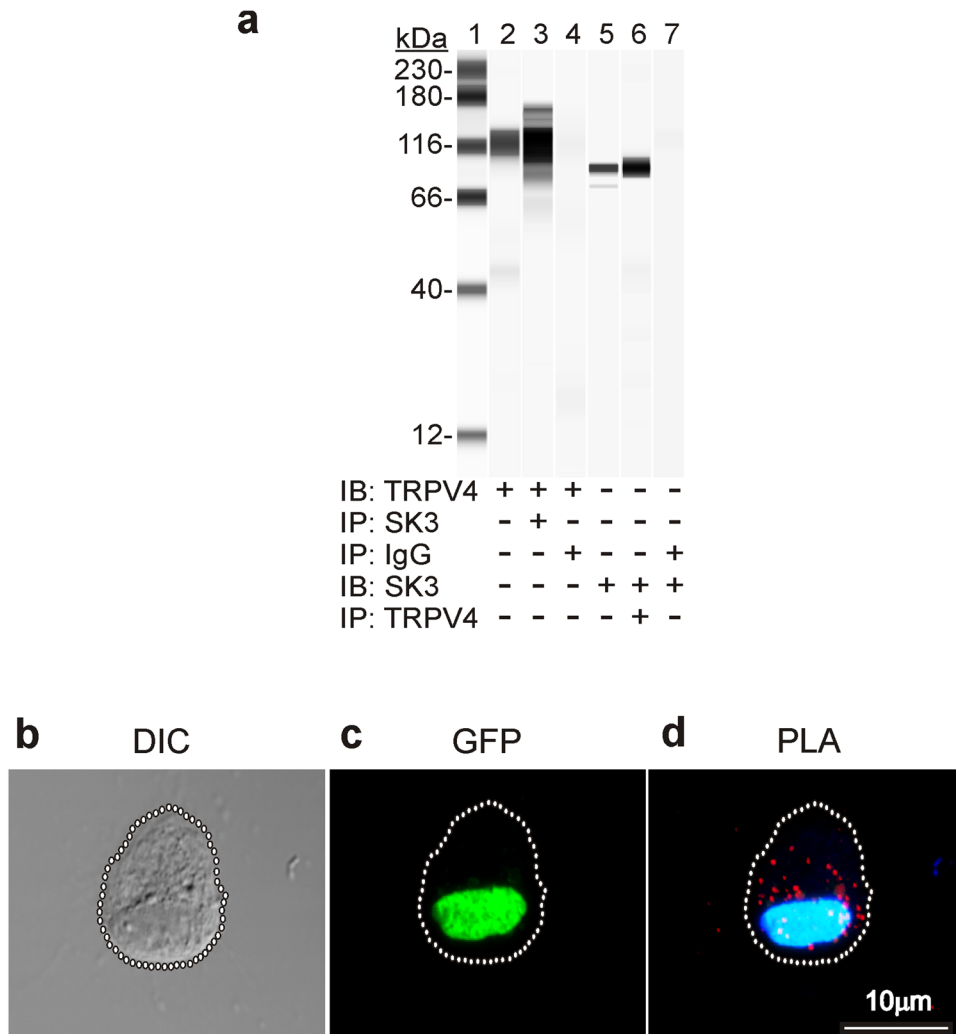 a
kDa 1 2 3 4 5 6 7
230-
180-
116-
66-
40-
12-
IB: TRPV4 + + + - - - -
IP: SK3 - + - - - - -
IP: IgG - - + - - - +
IB: SK3 - - - + + +
IP: TRPV4 - - - - + -
b DIC c GFP d PLA
10µm